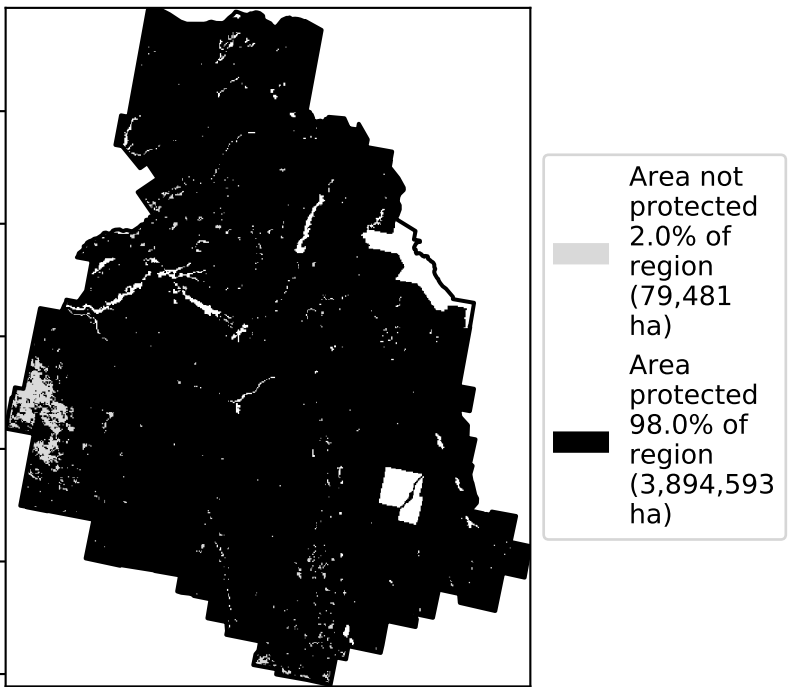 Area not
protected
2.0% of
region
(79,481
ha)
Area
protected
98.0% of
region
(3,894,593
ha)